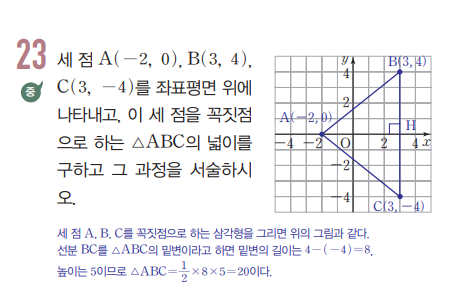 23
중
세 점 A(−2, 0), B(3, 4),
C(3, −4)를 좌표평면 위에
나타내고, 이 세 점을 꼭짓점
으로 하는 △ABC의 넓이를
구하고 그 과정을 서술하시
오.
y
B(3,4)
4
2
A(−2,0)
H
−4 −2 O 2 4 x
−2
−4
C(3,−4)
세 점 A, B, C를 꼭짓점으로 하는 삼각형을 그리면 위의 그림과 같다.
선분 BC를 △ABC의 밑변이라고 하면 밑변의 길이는 4−(−4)=8,
높이는 5이므로 △ABC=1/2×8×5=20이다.